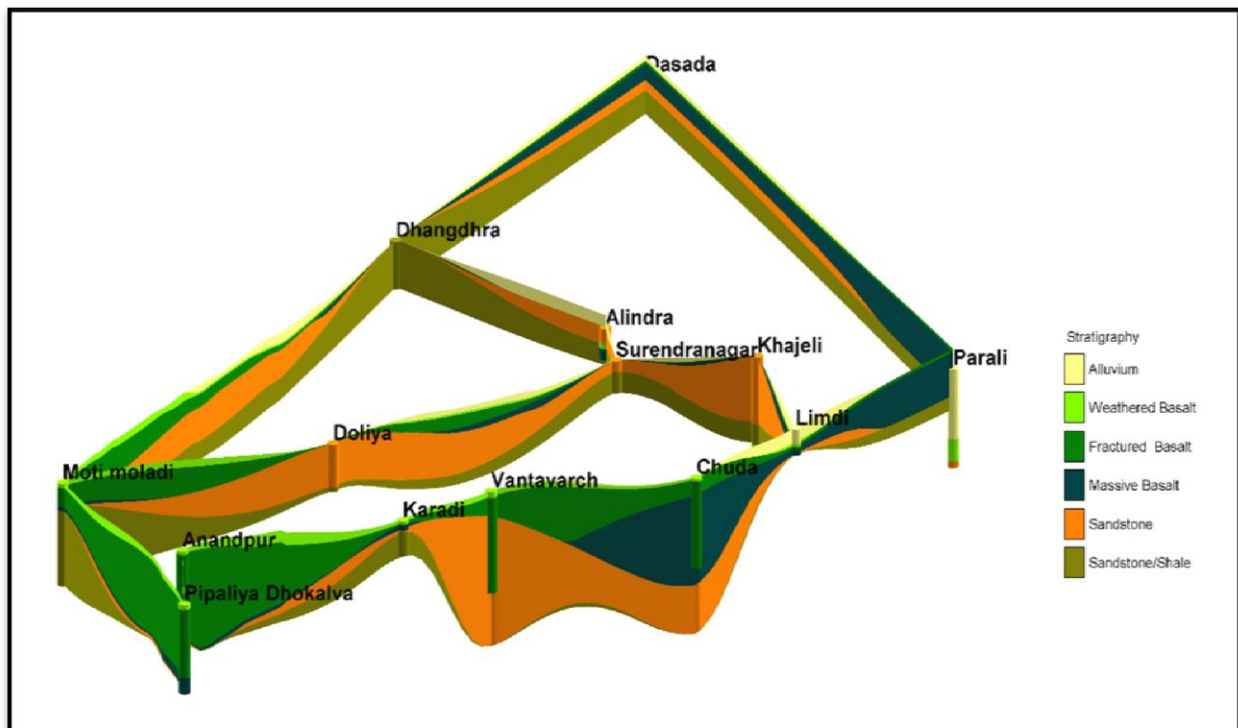 Dasada
Dhangdhra
Alindra
Surendranagar
Khajeli
Parali
Limdi
Doliya
Chuda
Moti moladi
Vantavarch
Karadi
Anandpur
Pipaliya Dhokalva
Stratigraphy
Alluvium
Weathered Basalt
Fractured Basalt
Massive Basalt
Sandstone
Sandstone/Shale